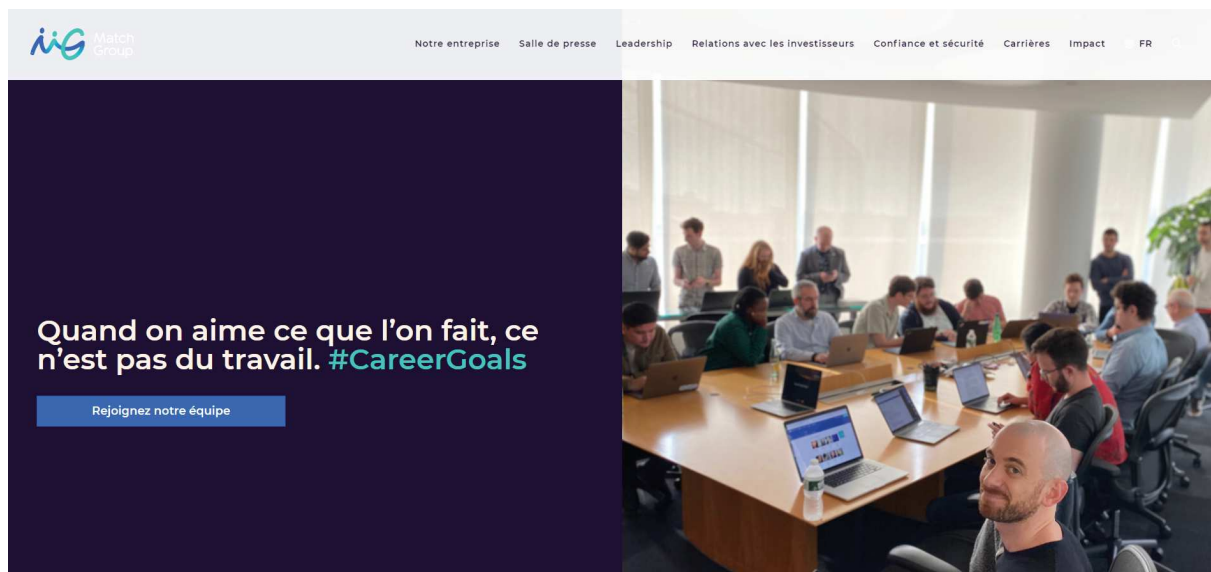 Match
Group
Notre entreprise Salle de presse Leadership Relations avec les investisseurs Confiance et sécurité Carrières Impact FR
Quand on aime ce que l’on fait, ce
n’est pas du travail. #CareerGoals
Rejoignez notre équipe